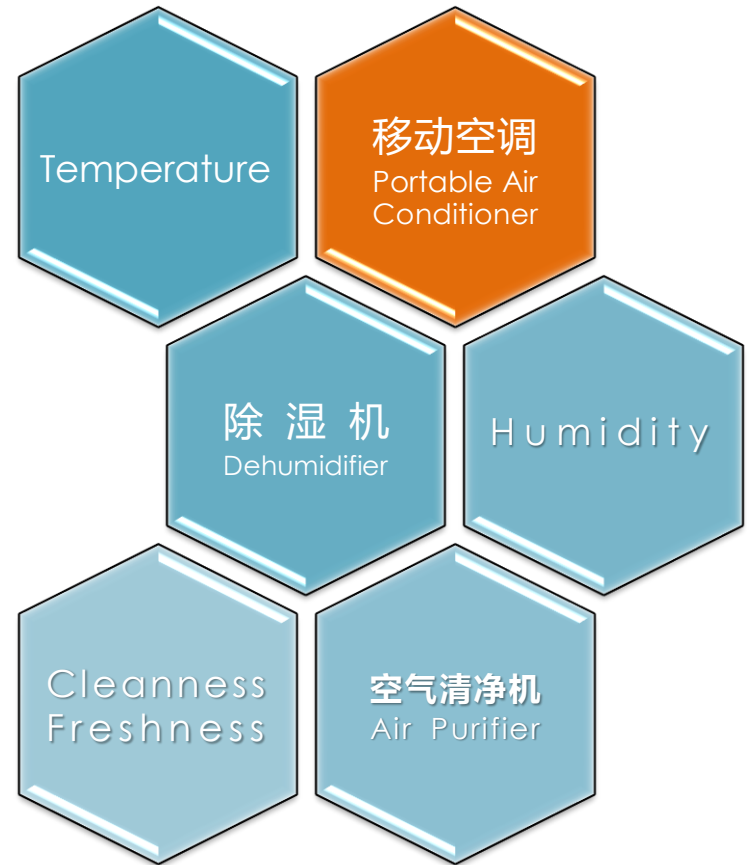 Temperature
移动空调
Portable Air
Conditioner
除 湿 机
Dehumidifier
Humidity
Cleanness
Freshness
空气清净机
Air Purifier